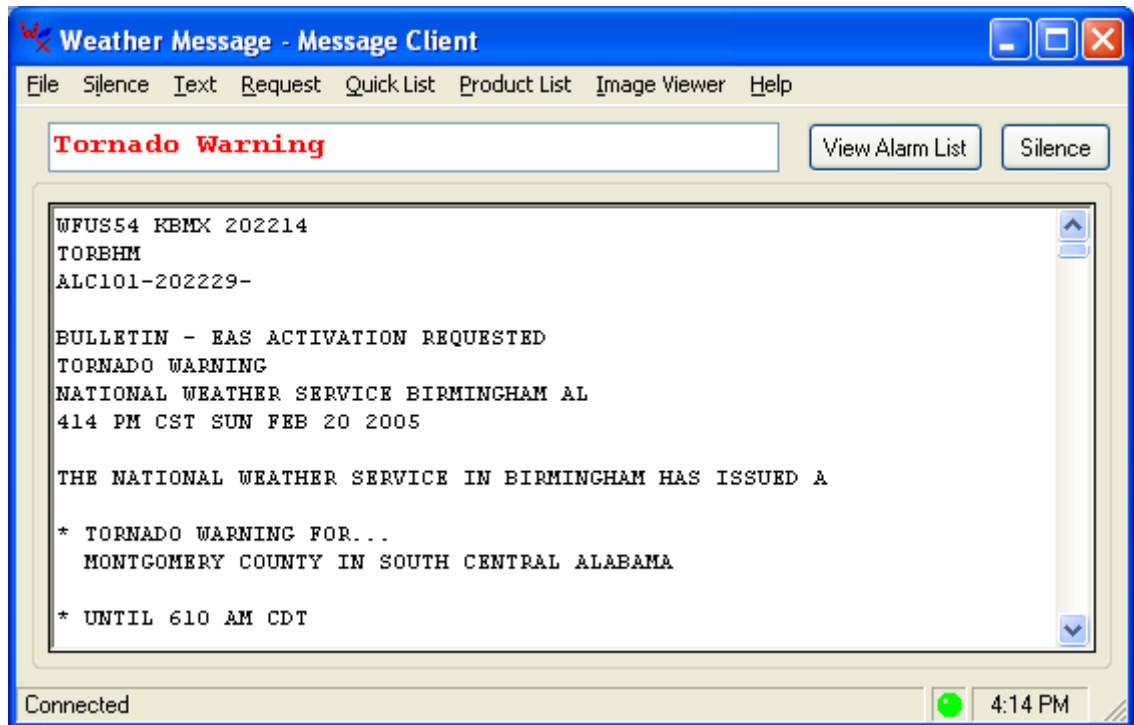 Weather Message - Message Client
File Silence Text Request Quick List Product List Image Viewer Help
Tornado Warning
View Alarm List
Silence
WFUS54 KBMX 202214
TORBHM
ALC101-202229-
BULLETIN - EAS ACTIVATION REQUESTED
TORNADO WARNING
NATIONAL WEATHER SERVICE BIRMINGHAM AL
414 PM CST SUN FEB 20 2005
THE NATIONAL WEATHER SERVICE IN BIRMINGHAM HAS ISSUED A
* TORNADO WARNING FOR...
MONTGOMERY COUNTY IN SOUTH CENTRAL ALABAMA
* UNTIL 610 AM CDT
Connected
4:14 PM